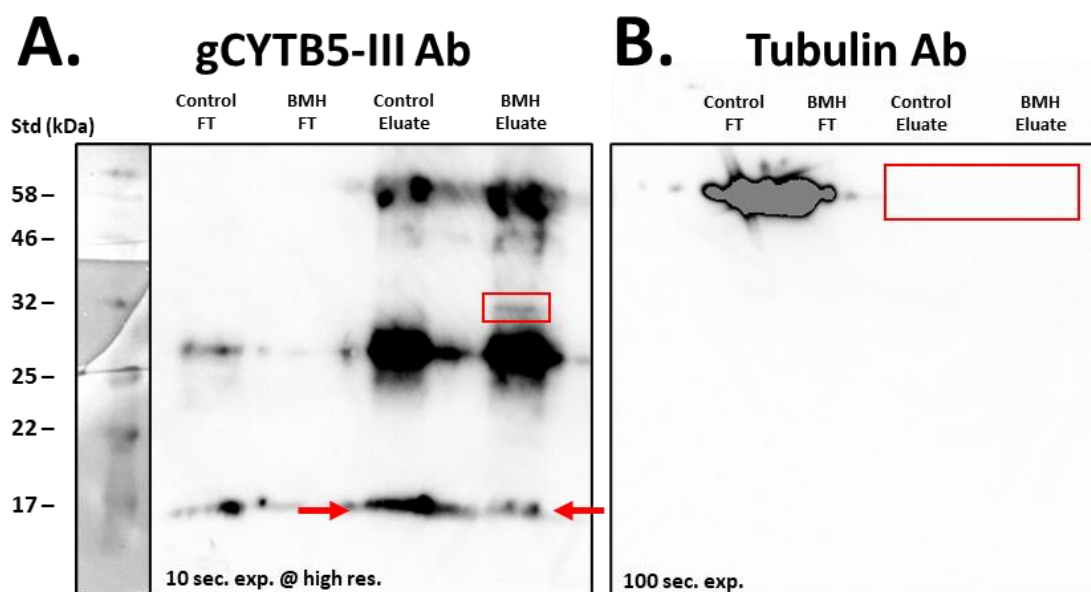 A.
gCYTB5-III Ab
Control FT
BMH FT
Control Eluate
BMH Eluate
Std (kDa)
58 –
46 –
32 –
25 –
22 –
17 –
10 sec. exp. @ high res.
B.
Tubulin Ab
Control FT
BMH FT
Control Eluate
BMH Eluate
100 sec. exp.